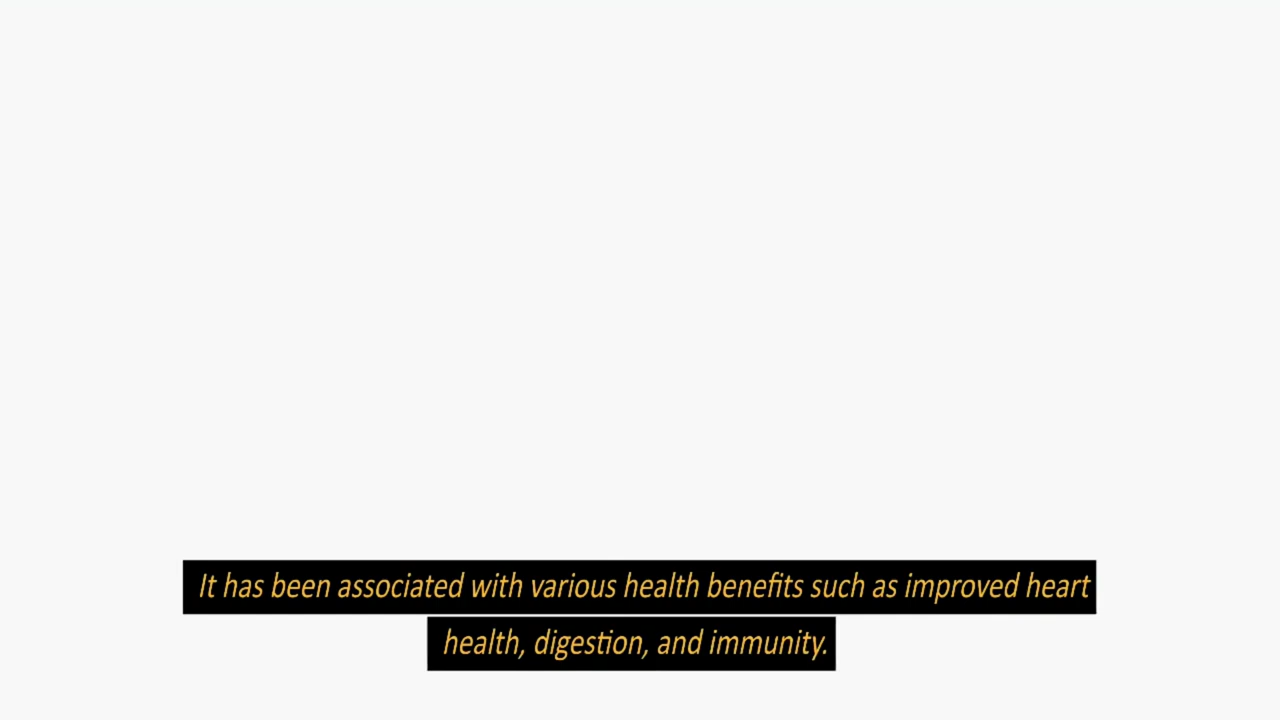 It has been associated with various health benefits such as improved heart
health, digestion, and immunity.